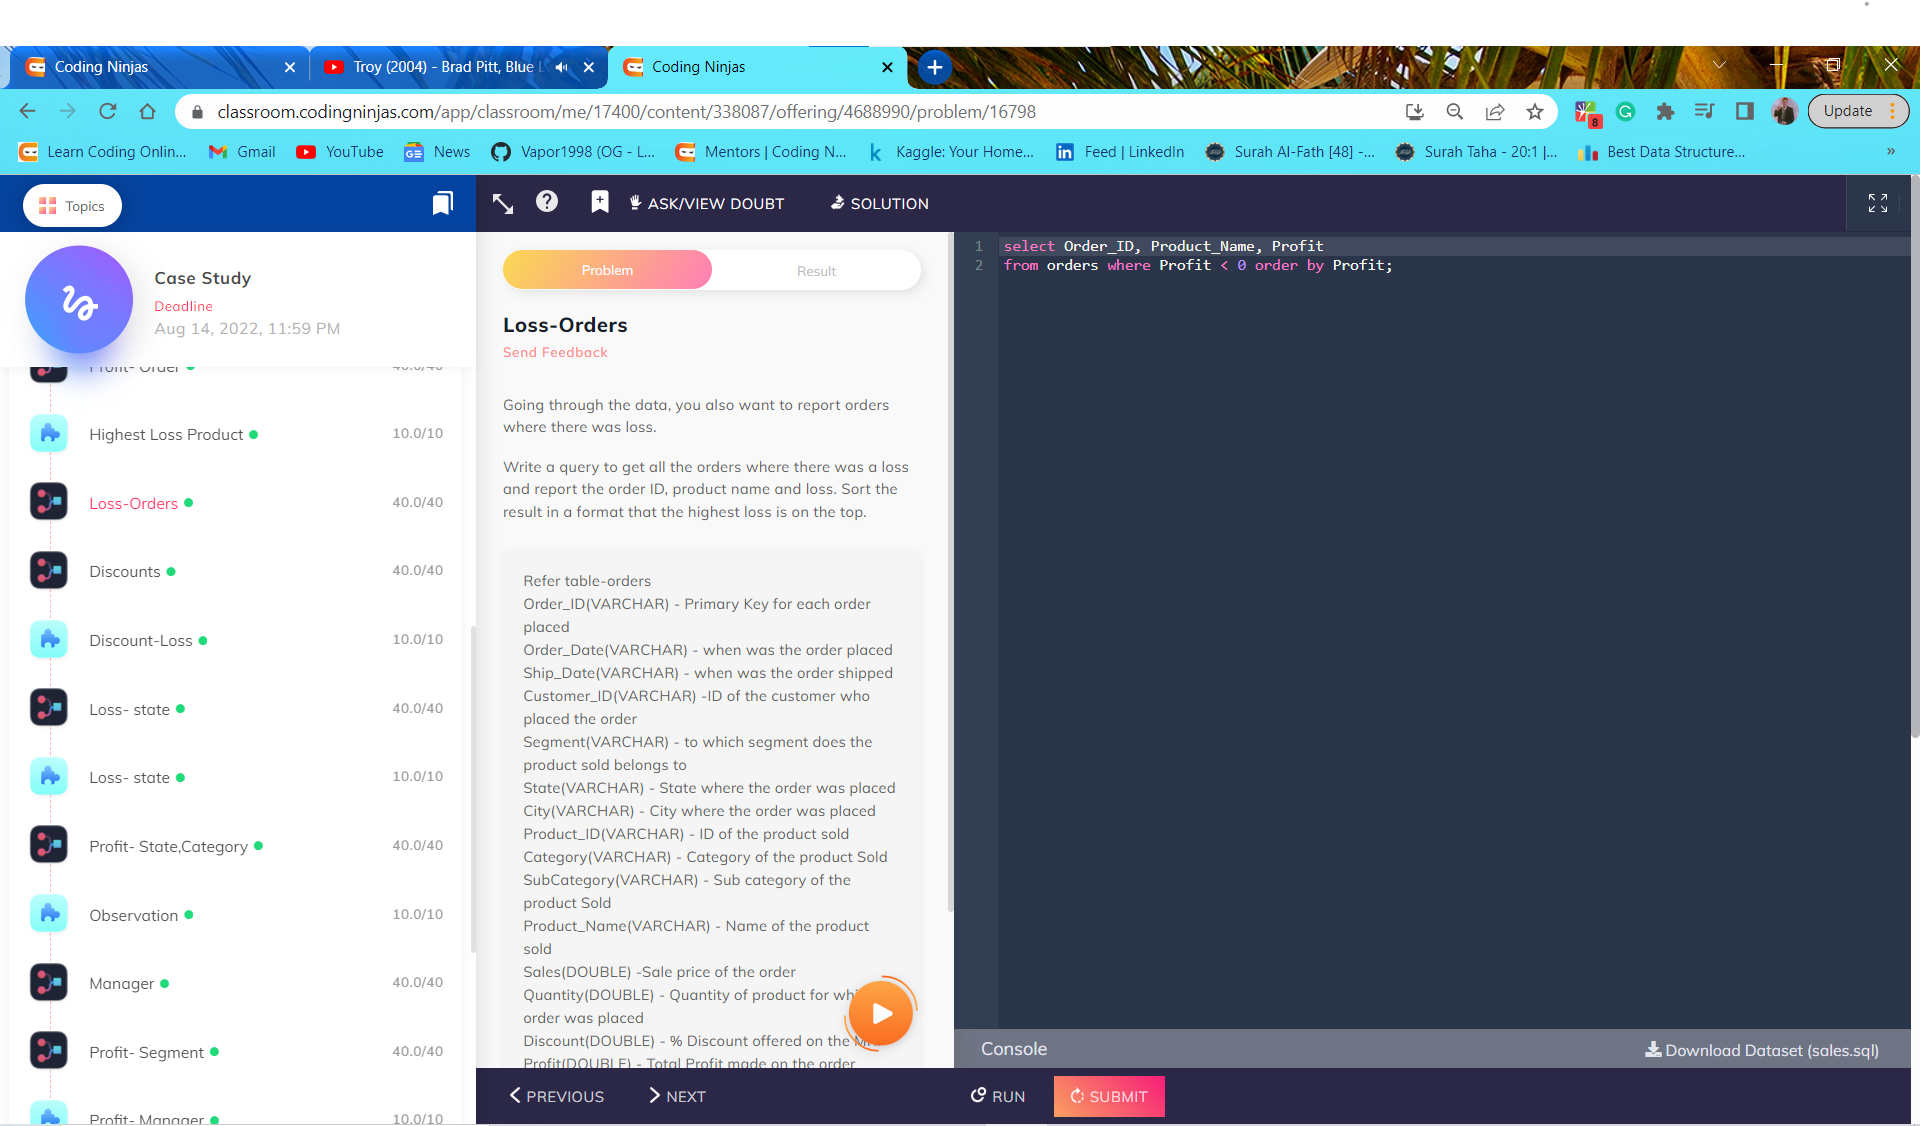 Coding Ninjas
Troy (2004) - Brad Pitt, Blue L
Coding Ninjas
classroom.codingninjas.com/app/classroom/me/17400/content/338087/offering/4688990/problem/16798
8
Update
Learn Coding Onlin...
Gmail
YouTube
News
Vapor1998 (OG - L...
Mentors | Coding N...
Kaggle: Your Home...
Feed | LinkedIn
Surah Al-Fath [48] -...
Surah Taha - 20:1 |...
Best Data Structure...
»
Topics
ASK/VIEW DOUBT
SOLUTION
Case Study
Deadline
Aug 14, 2022, 11:59 PM
Profit- Order 40.0/40
Highest Loss Product 10.0/10
Loss-Orders 40.0/40
Discounts 40.0/40
Discount-Loss 10.0/10
Loss- state 40.0/40
Loss- state 10.0/10
Profit- State,Category 40.0/40
Observation 10.0/10
Manager 40.0/40
Profit- Segment 40.0/40
Profit- Manager 10.0/10
Problem
Result
Loss-Orders
Send Feedback
Going through the data, you also want to report orders
where there was loss.
Write a query to get all the orders where there was a loss
and report the order ID, product name and loss. Sort the
result in a format that the highest loss is on the top.
Refer table-orders
Order_ID(VARCHAR) - Primary Key for each order
placed
Order_Date(VARCHAR) - when was the order placed
Ship_Date(VARCHAR) - when was the order shipped
Customer_ID(VARCHAR) -ID of the customer who
placed the order
Segment(VARCHAR) - to which segment does the
product sold belongs to
State(VARCHAR) - State where the order was placed
City(VARCHAR) - City where the order was placed
Product_ID(VARCHAR) - ID of the product sold
Category(VARCHAR) - Category of the product Sold
SubCategory(VARCHAR) - Sub category of the
product Sold
Product_Name(VARCHAR) - Name of the product
sold
Sales(DOUBLE) -Sale price of the order
Quantity(DOUBLE) - Quantity of product for whi
order was placed
Discount(DOUBLE) - % Discount offered on the
Profit(DOUBLE) - Total Profit made on the order
1 select Order_ID, Product_Name, Profit
2 from orders where Profit < 0 order by Profit;
Console
Download Dataset (sales.sql)
PREVIOUS
NEXT
RUN
SUBMIT